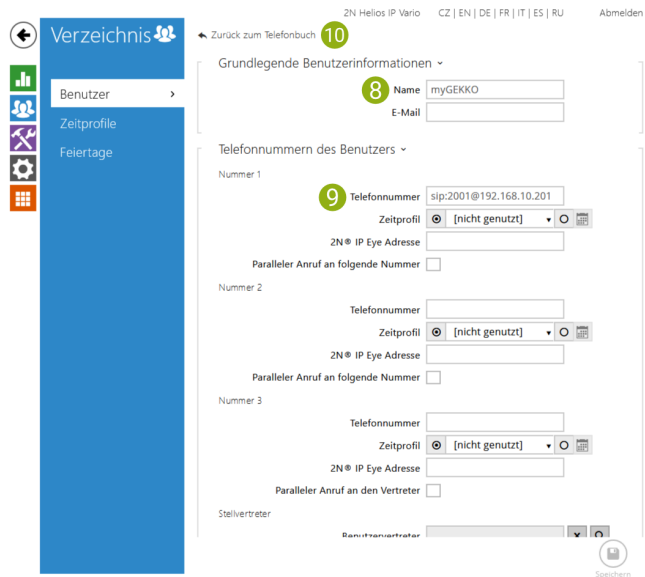 2N Helios IP Vario CZ | EN | DE | FR | IT | ES | RU Abmelden
Verzeichnis
Zurück zum Telefonbuch 10
Benutzer
Zeitprofile
Feiertage
Grundlegende Benutzerinformationen
8 Name myGEKKO
E-Mail
Telefonnummern des Benutzers
Nummer 1
9 Telefonnummer sip:2001@192.168.10.201
Zeitprofil [nicht genutzt]
2N® IP Eye Adresse
Paralleler Anruf an folgende Nummer
Nummer 2
Telefonnummer
Zeitprofil [nicht genutzt]
2N® IP Eye Adresse
Paralleler Anruf an folgende Nummer
Nummer 3
Telefonnummer
Zeitprofil [nicht genutzt]
2N® IP Eye Adresse
Paralleler Anruf an den Vertreter
Stellvertreter
Benutzervertreter
Speichern